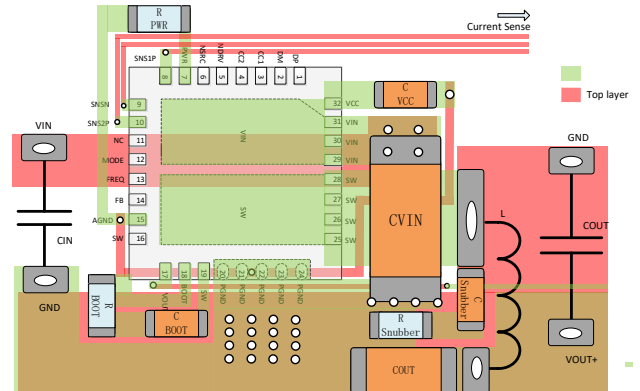 R
PWR
Current Sense
SNS1P
PWR
NSRC
NDRV
CC2
CC1
DM
DP
8
7
6
5
4
3
2
1
C
VCC
Top layer
SNSN
9
32
VCC
SNS2P
10
31
VIN
VIN
NC
11
30
VIN
GND
MODE
12
29
VIN
VIN
FREQ
13
28
SW
FB
14
27
SW
AGND
15
26
SW
SW
16
25
SW
SW
CIN
CVIN
L
COUT
GND
17
18
19
20
21
22
23
24
VOUT
BOOT
SW
PGND
PGND
PGND
PGND
PGND
R
BOOT
C
BOOT
R
Snubber
C
Snubber
COUT
VOUT+